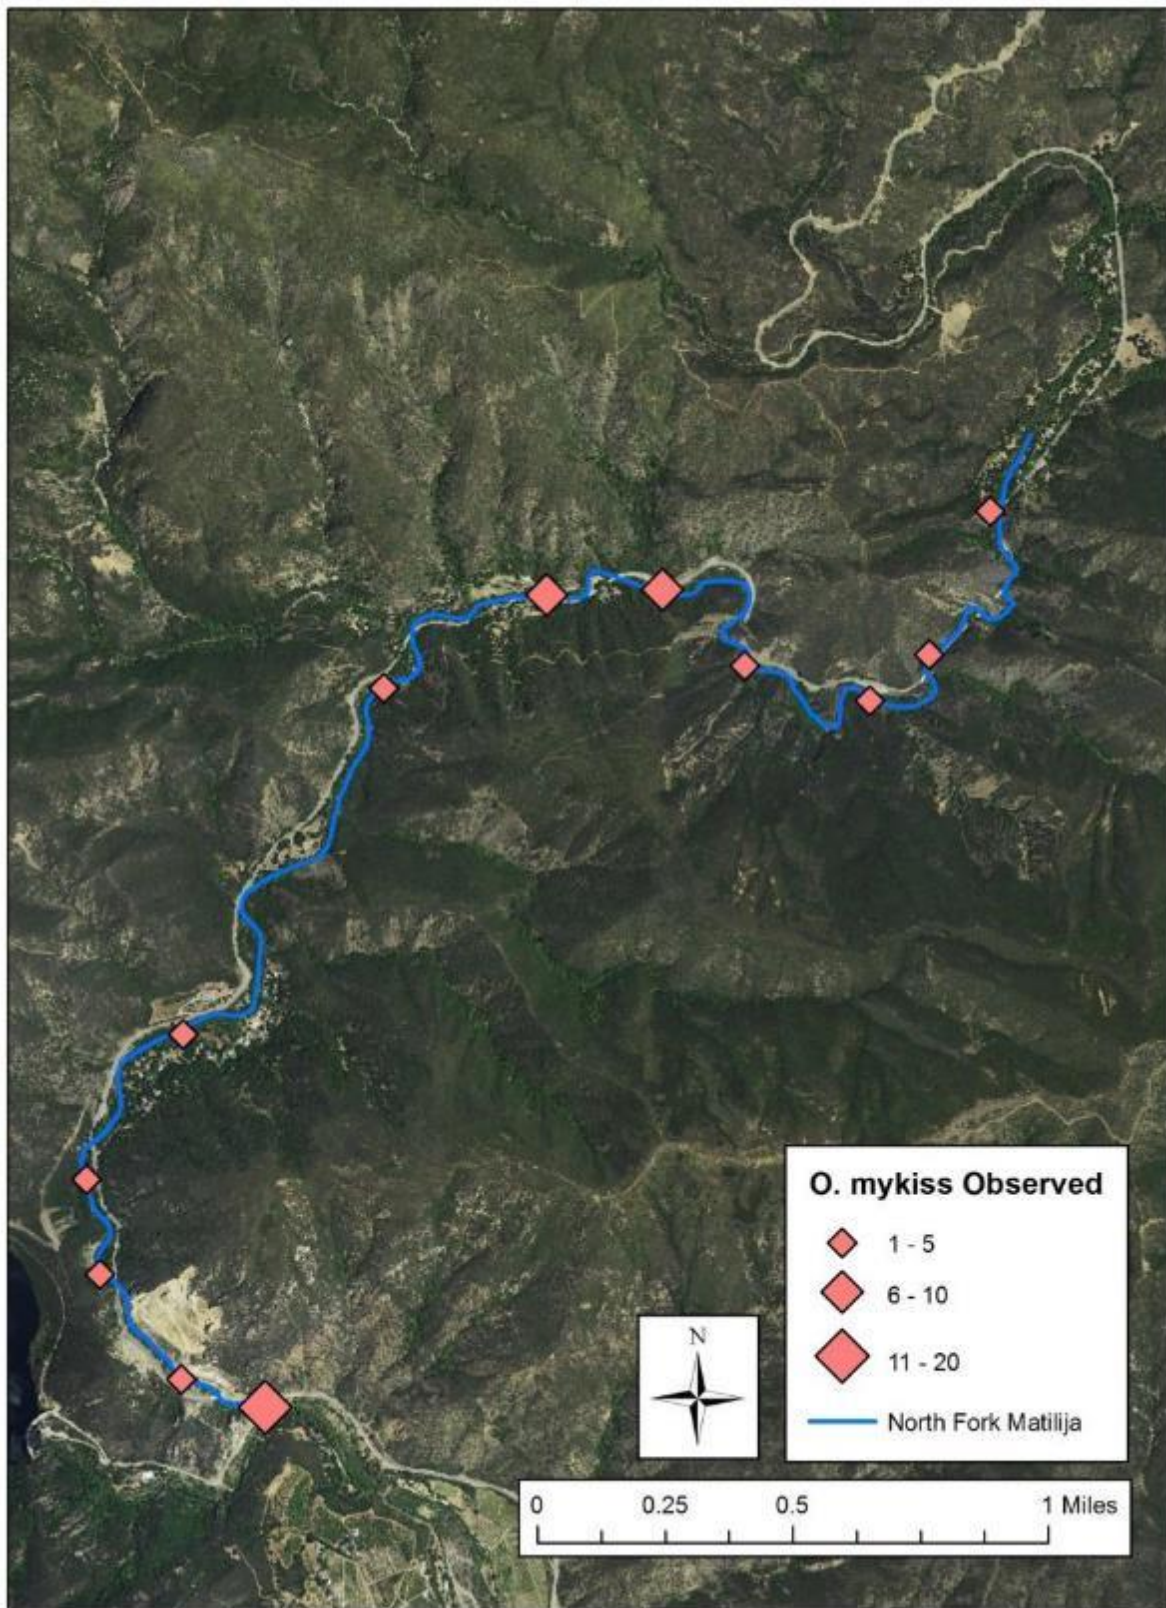 O. mykiss Observed
1 - 5
6 - 10
11 - 20
North Fork Matilija
N
0 0.25 0.5 1 Miles